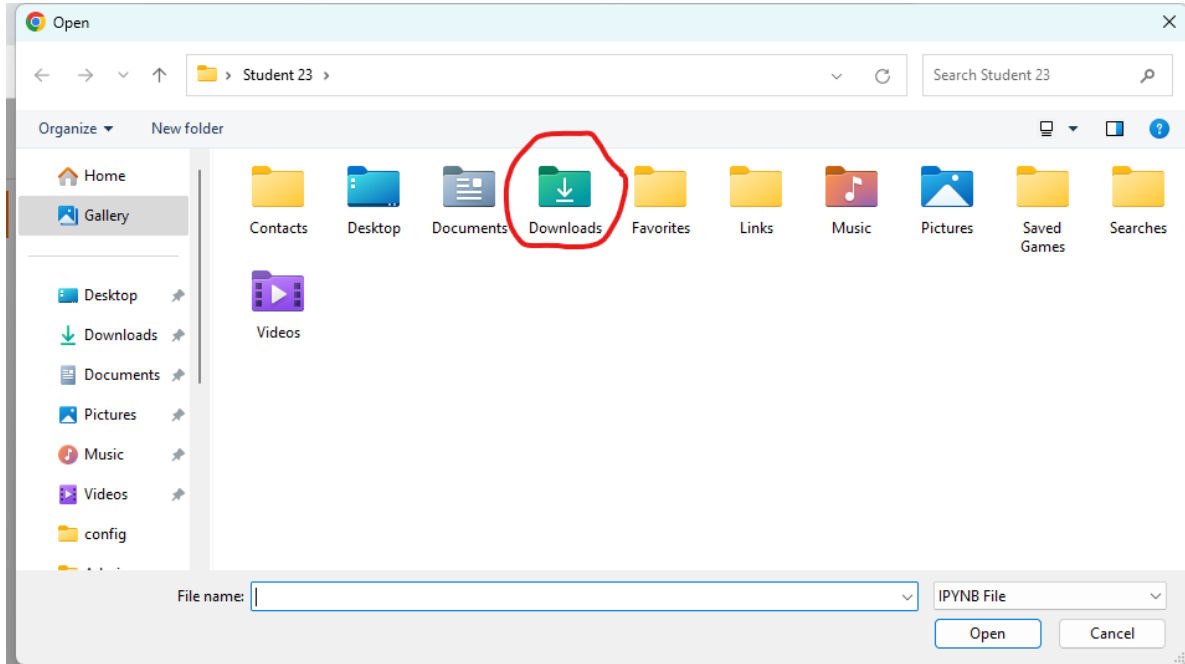 Open
Student 23
Search Student 23
Organize
New folder
Home
Gallery
Desktop
Downloads
Documents
Pictures
Music
Videos
config
Contacts
Desktop
Documents
Downloads
Favorites
Links
Music
Pictures
Saved
Games
Searches
Videos
File name:
IPYNB File
Open
Cancel